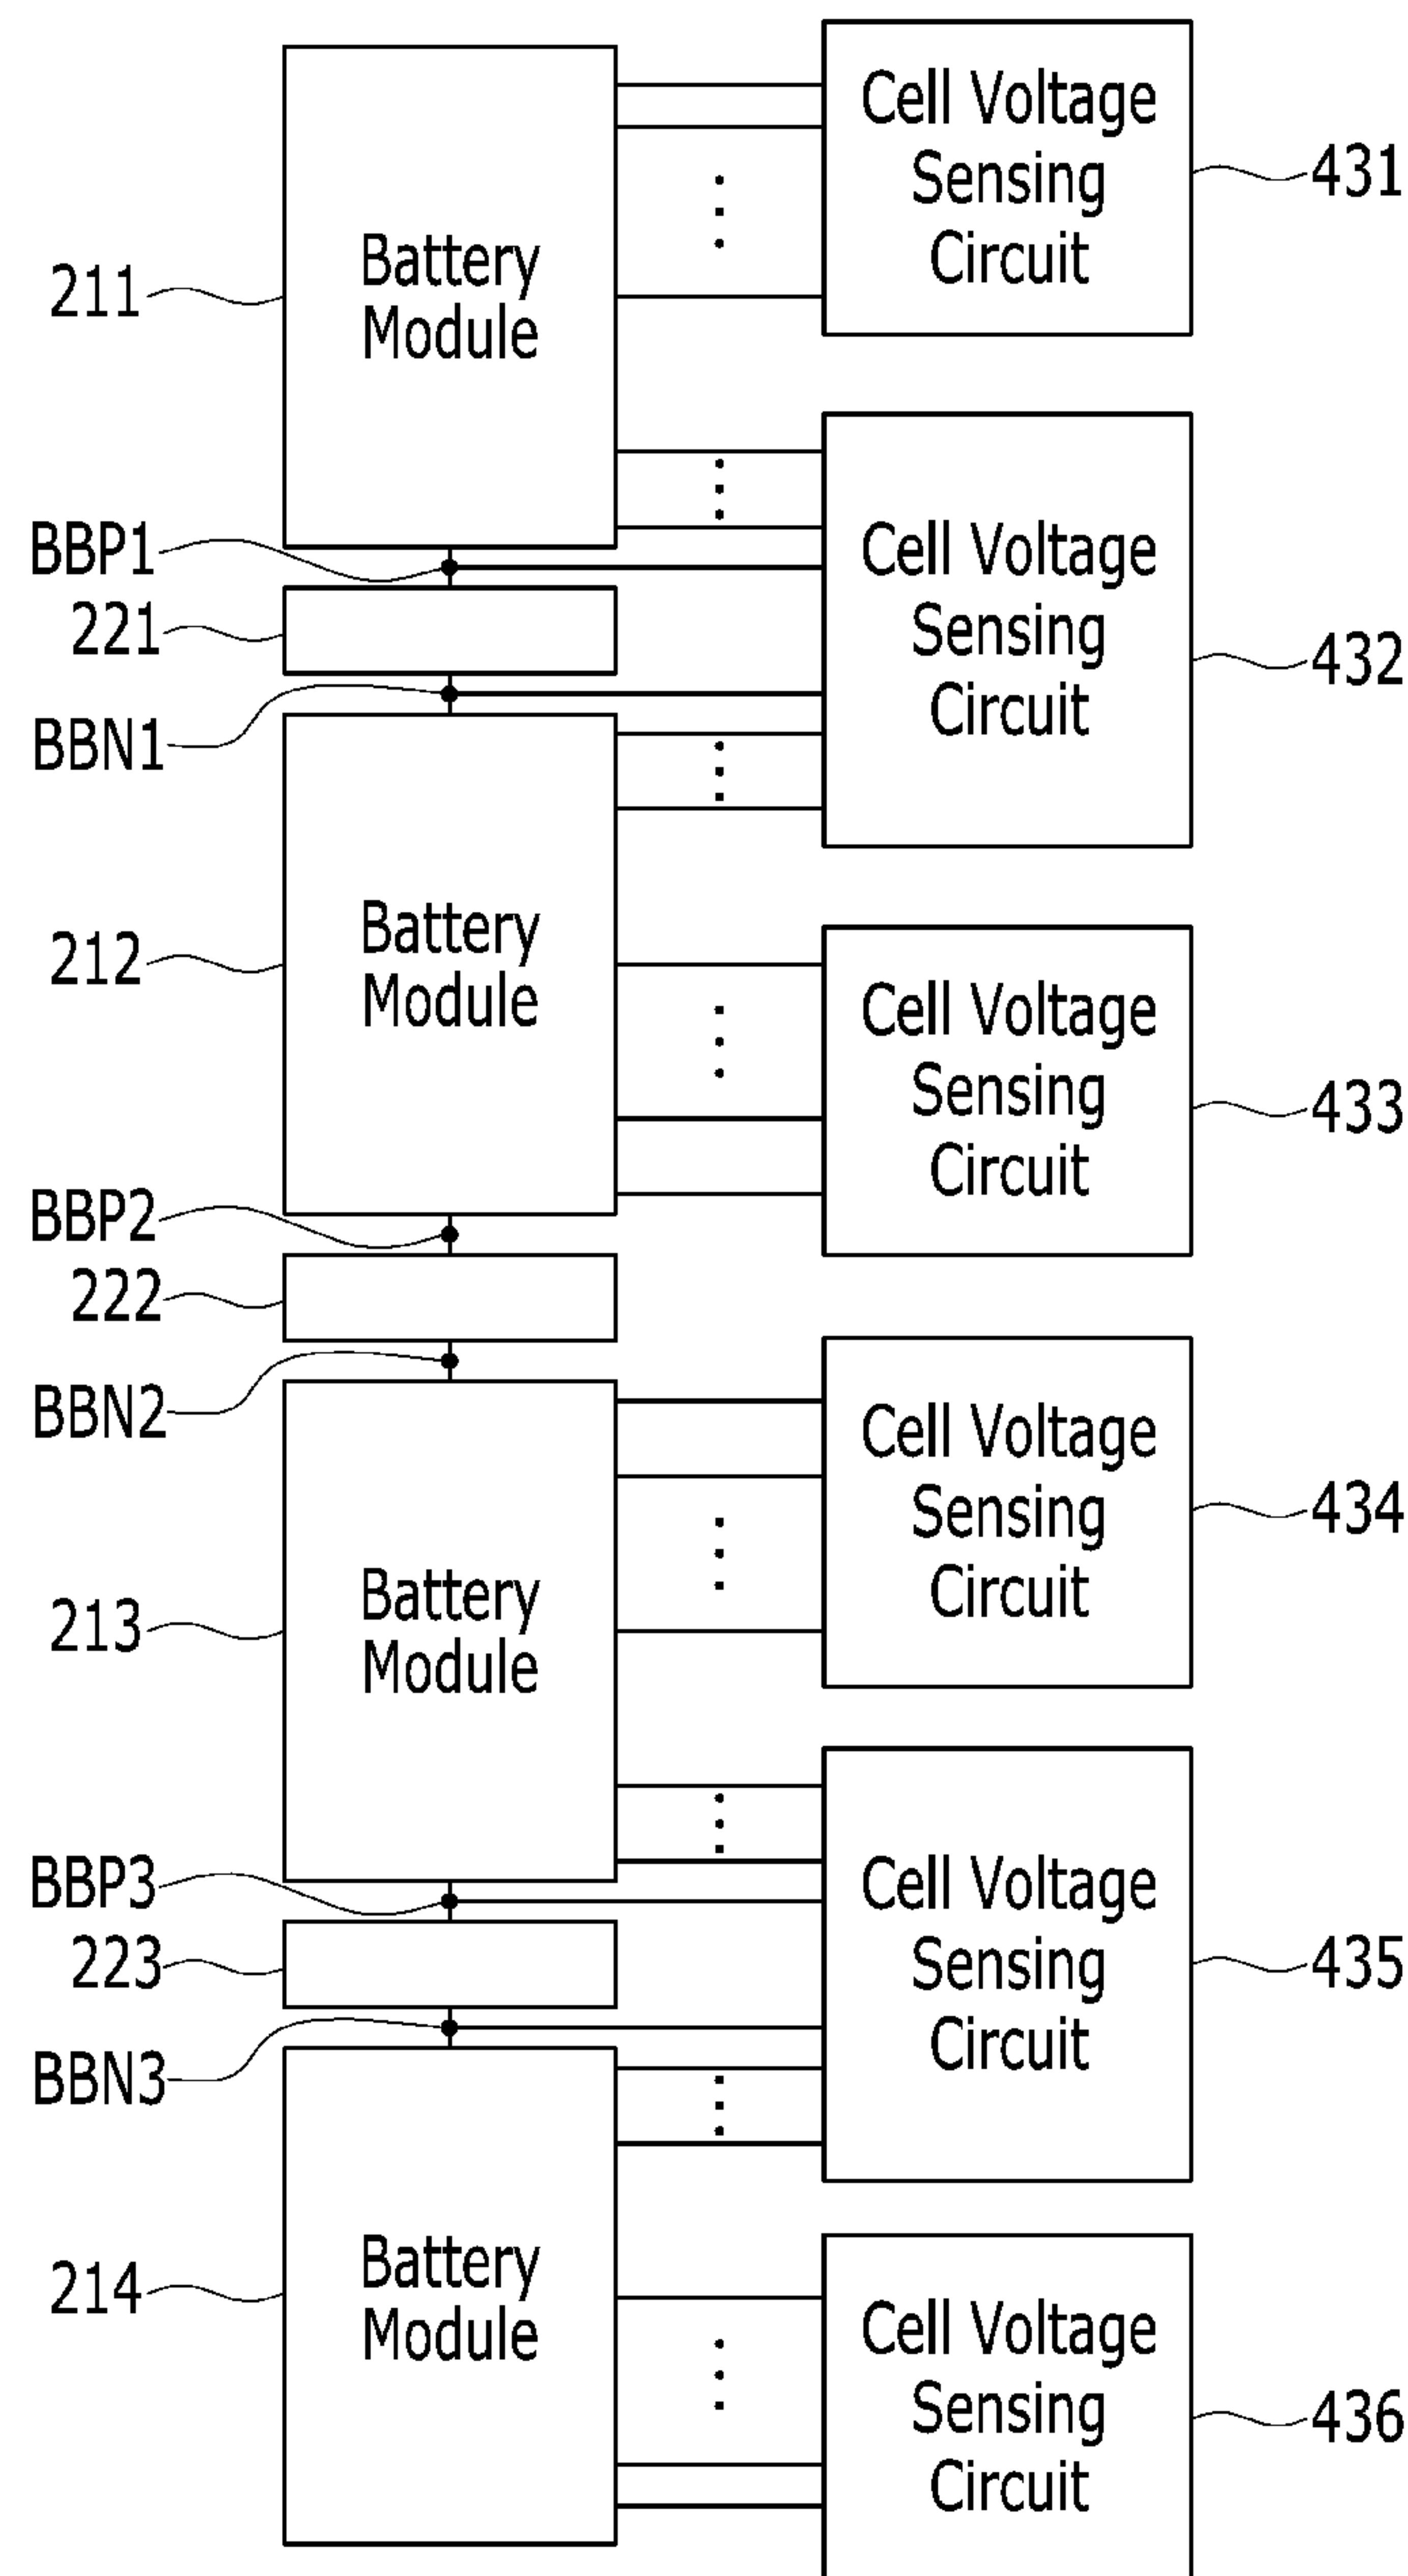 Cell Voltage
Sensing
Circuit
431
Battery
Module
211
BBP1
221
BBN1
Cell Voltage
Sensing
Circuit
432
Battery
Module
212
Cell Voltage
Sensing
Circuit
433
BBP2
222
BBN2
Cell Voltage
Sensing
Circuit
434
Battery
Module
213
BBP3
223
BBN3
Cell Voltage
Sensing
Circuit
435
Battery
Module
214
Cell Voltage
Sensing
Circuit
436